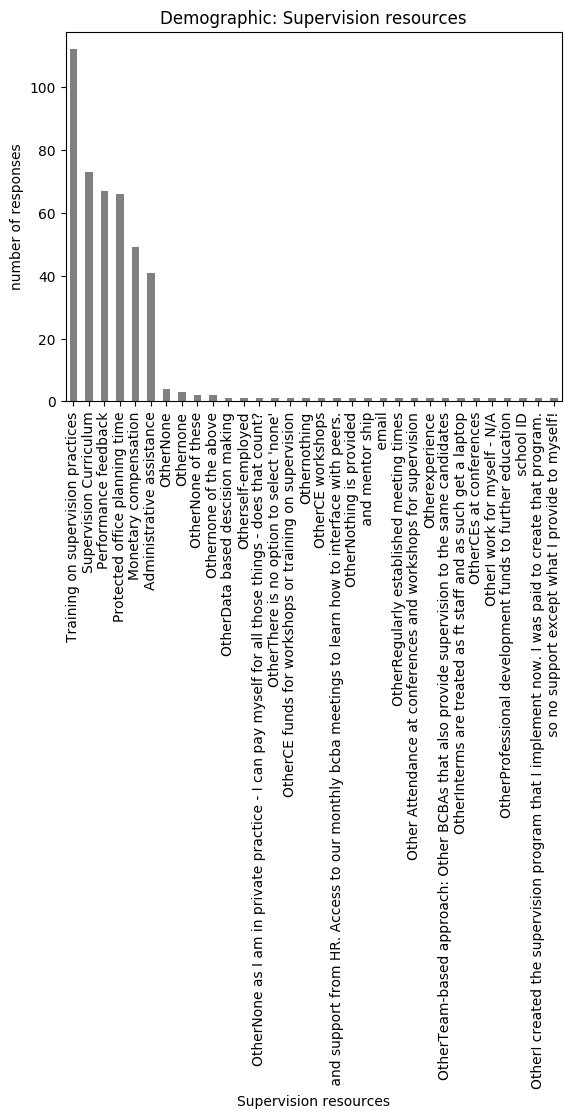 Demographic: Supervision resources
number of responses
100
80
60
40
20
0
Training on supervision practices
Supervision Curriculum
Performance feedback
Protected office planning time
Monetary compensation
Administrative assistance
OtherNone
Othernone
OtherNone of these
Othernone of the above
OtherData based descision making
Otherself-employed
OtherNone as I am in private practice - I can pay myself for all those things - does that count?
OtherThere is no option to select 'none'
OtherCE funds for workshops or training on supervision
Othernothing
OtherCE workshops
and support from HR. Access to our monthly bcba meetings to learn how to interface with peers.
OtherNothing is provided
and mentor ship
email
OtherRegularly established meeting times
Other Attendance at conferences and workshops for supervision
Otherexperience
OtherTeam-based approach: Other BCBAs that also provide supervision to the same candidates
OtherInterms are treated as ft staff and as such get a laptop
OtherCEs at conferences
OtherI work for myself - N/A
OtherProfessional development funds to further education
school ID
OtherI created the supervision program that I implement now. I was paid to create that program.
so no support except what I provide to myself!
Supervision resources